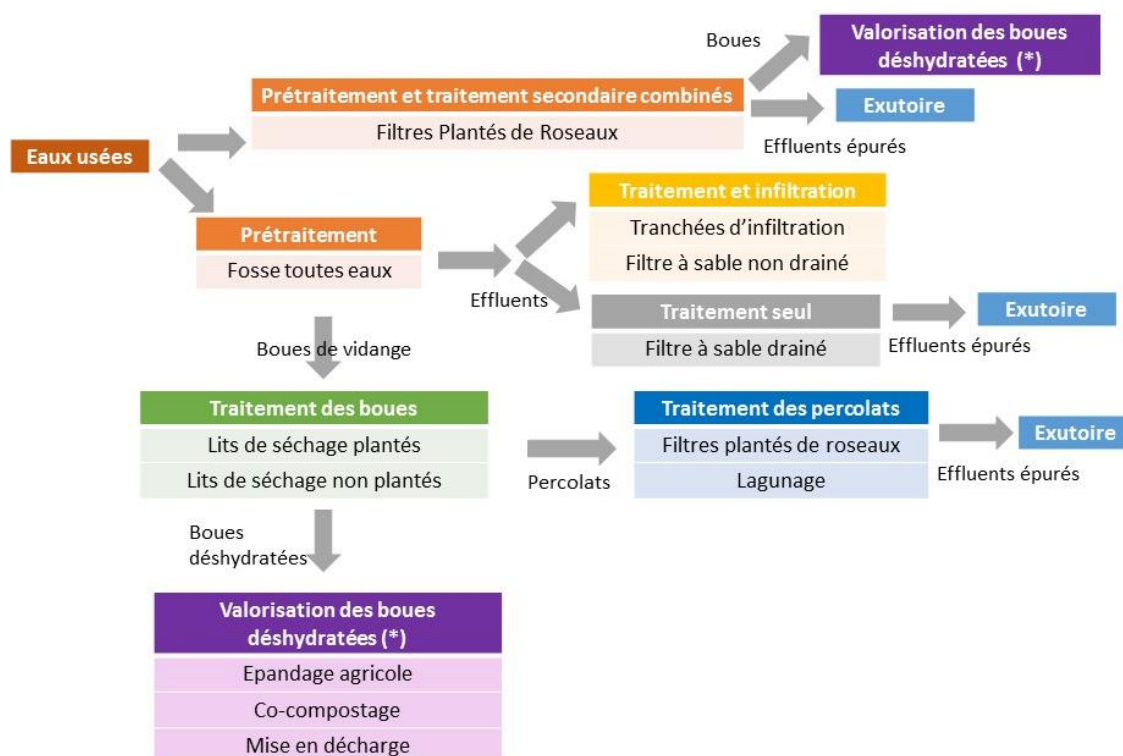 Boues
Valorisation des boues
déshydratées (*)
Prétraitement et traitement secondaire combinés
Filtres Plantés de Roseaux
Exutoire
Effluents épurés
Eaux usées
Prétraitement
Fosse toutes eaux
Effluents
Traitement et infiltration
Tranchées d'infiltration
Filtre à sable non drainé
Traitement seul
Filtre à sable drainé
Exutoire
Effluents épurés
Boues de vidange
Traitement des boues
Lits de séchage plantés
Lits de séchage non plantés
Percolats
Traitement des percolats
Filtres plantés de roseaux
Lagunage
Exutoire
Effluents épurés
Boues
déshydratées
Valorisation des boues
déshydratées (*)
Epandage agricole
Co-compostage
Mise en décharge